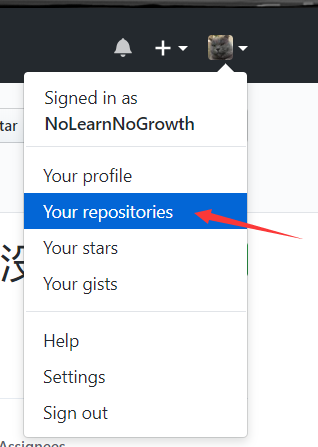 Signed in as
NoLearnNoGrowth
tar
Your profile
Your repositories
Your stars
没
Your gists
Help
Settings
Sign out
Assignees